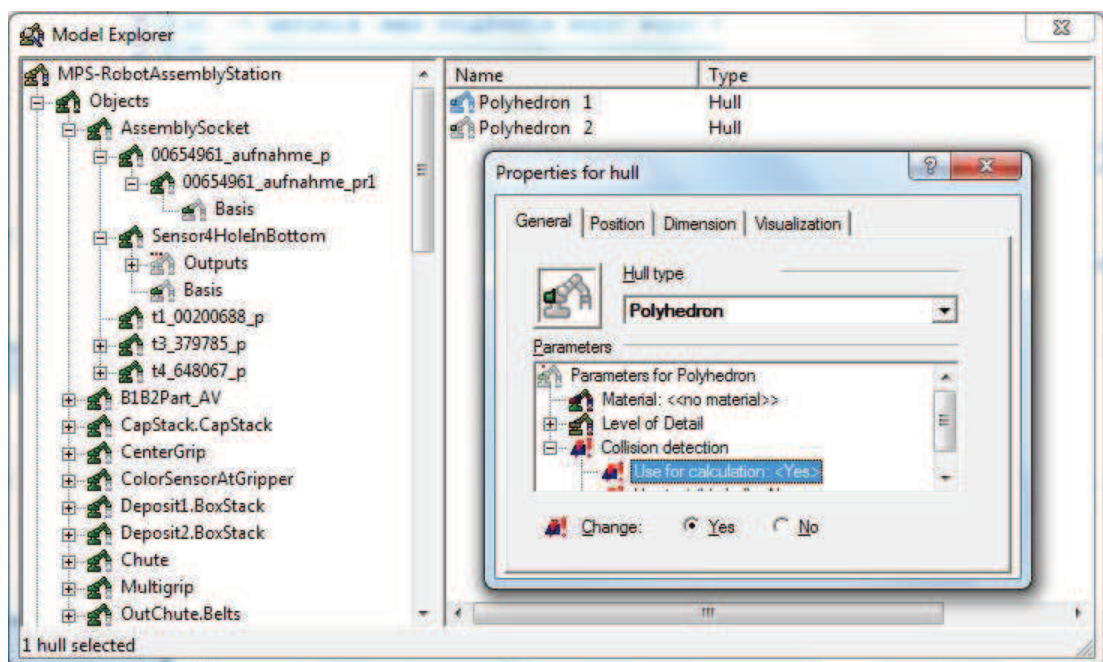 Model Explorer
MPS-RobotAssemblyStation
Objects
AssemblySocket
00654961_aufnahme_p
00654961_aufnahme_pr1
Basis
Sensor4HoleInBottom
Outputs
Basis
t1_00200688_p
t3_379785_p
t4_648067_p
B1B2Part_AV
CapStack.CapStack
CenterGrip
ColorSensorAtGripper
Deposit1.BoxStack
Deposit2.BoxStack
Chute
Multigrip
OutChute.Belts
Name Type
Polyhedron 1 Hull
Polyhedron 2 Hull
Properties for hull
General Position Dimension Visualization
Hull type
Polyhedron
Parameters
Parameters for Polyhedron
Material: <<no material>>
Level of Detail
Collision detection
Use for calculation: <Yes>
Change: Yes No
1 hull selected